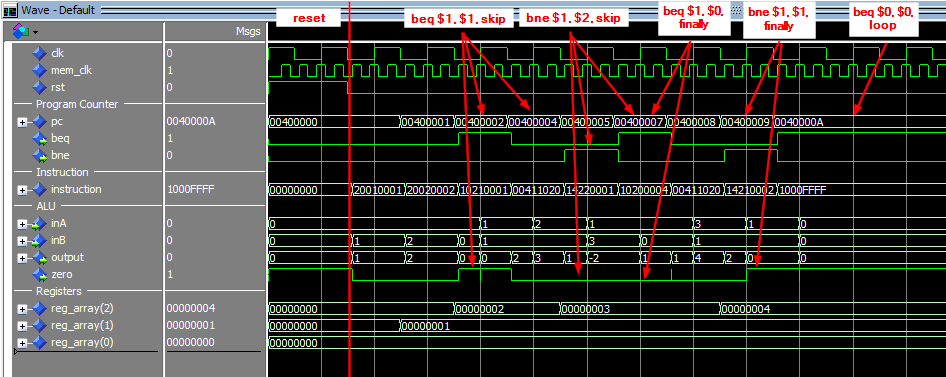 Wave - Default
Msgs
reset
beq $1, $1, skip
bne $1, $2, skip
beq $1, $0,
finally
bne $1, $1,
finally
beq $0, $0,
loop
clk 0
mem_clk 1
rst 0
Program Counter
pc 0040000A 00400000 00400001 00400002 00400004 00400005 00400007 00400008 00400009 0040000A
beq 1
bne 0
Instruction
instruction 1000FFFF 00000000 20010001 20020002 10210001 00411020 14220001 10200004 00411020 14210002 1000FFFF
ALU
inA 0 0 1 2 1 3 1 0
inB 0 0 1 2 0 1 3 0 1 0
output 0 0 1 2 0 0 2 3 1 -2 1 1 4 2 0 0
zero 1
Registers
reg_array(2) 00000004 00000000 00000002 00000003 00000004
reg_array(1) 00000001 00000000 00000001
reg_array(0) 00000000 00000000